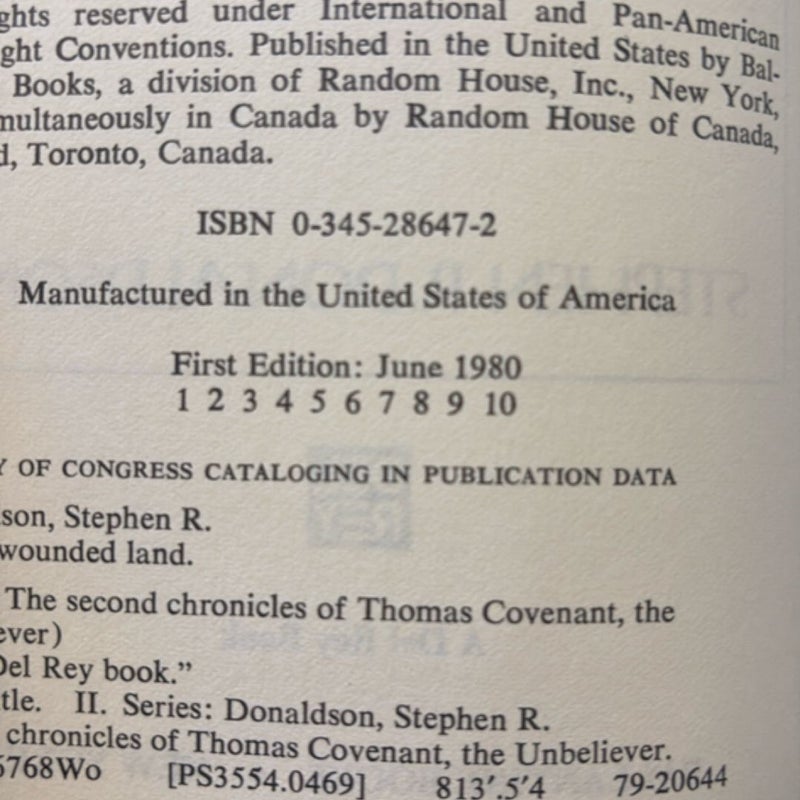 ghts reserved under International and Pan-American
ght Conventions. Published in the United States by Bal-
Books, a division of Random House, Inc., New York,
multaneously in Canada by Random House of Canada,
d, Toronto, Canada.
ISBN 0-345-28647-2
Manufactured in the United States of America
First Edition: June 1980
1 2 3 4 5 6 7 8 9 10
Y OF CONGRESS CATALOGING IN PUBLICATION DATA
son, Stephen R.
wounded land.
The second chronicles of Thomas Covenant, the
ever)
Del Rey book.”
tle. II. Series: Donaldson, Stephen R.
chronicles of Thomas Covenant, the Unbeliever.
6768Wo [PS3554.0469] 813′.5′4 79-20644